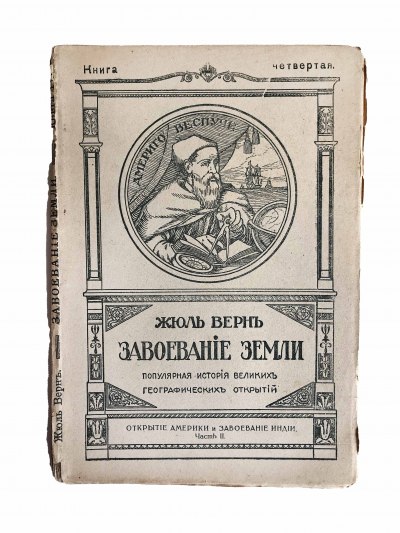 Книга четвертая.
АМЕРИГО ВЕСПУЧЧИ
ЖЮЛЬ ВЕРНЪ
ЗАВОЕВАНІЕ ЗЕМЛИ
ПОПУЛЯРНАЯ ИСТОРІЯ ВЕЛИКИХЪ
ГЕОГРАФИЧЕСКИХЪ ОТКРЫТІЙ
ОТКРЫТІЕ АМЕРИКИ и ЗАВОЕВАНІЕ ИНДІИ.
Часть II.
Жюль Вернъ. — ЗАВОЕВАНІЕ ЗЕМЛИ